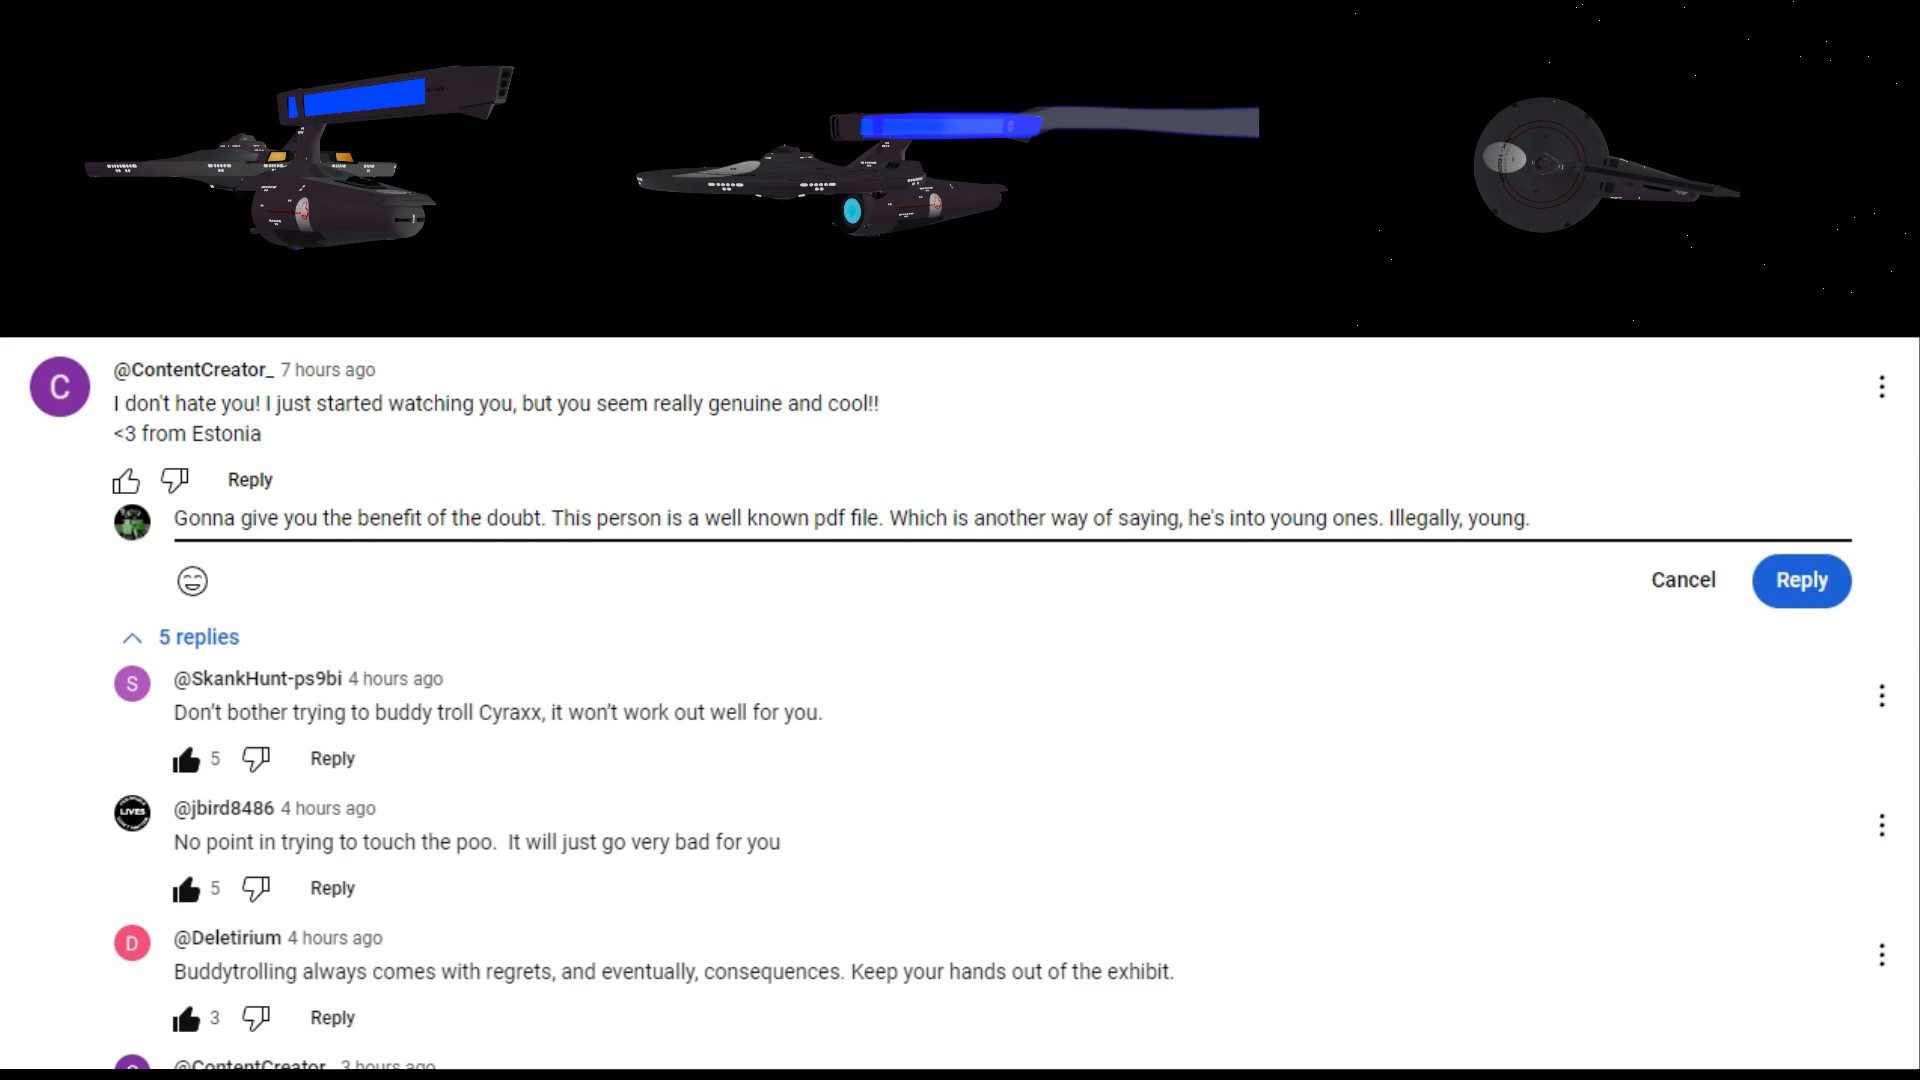 C
@ContentCreator_ 7 hours ago
I don't hate you! I just started watching you, but you seem really genuine and cool!!
<3 from Estonia
Reply
Gonna give you the benefit of the doubt. This person is a well known pdf file. Which is another way of saying, he's into young ones. Illegally, young.
Cancel
Reply
5 replies
S
@SkankHunt-ps9bi 4 hours ago
Don't bother trying to buddy troll Cyraxx, it won't work out well for you.
5
Reply
LIVES
@jbird8486 4 hours ago
No point in trying to touch the poo.  It will just go very bad for you
5
Reply
D
@Deletirium 4 hours ago
Buddytrolling always comes with regrets, and eventually, consequences. Keep your hands out of the exhibit.
3
Reply
@ContentCreator_ 3 hours ago